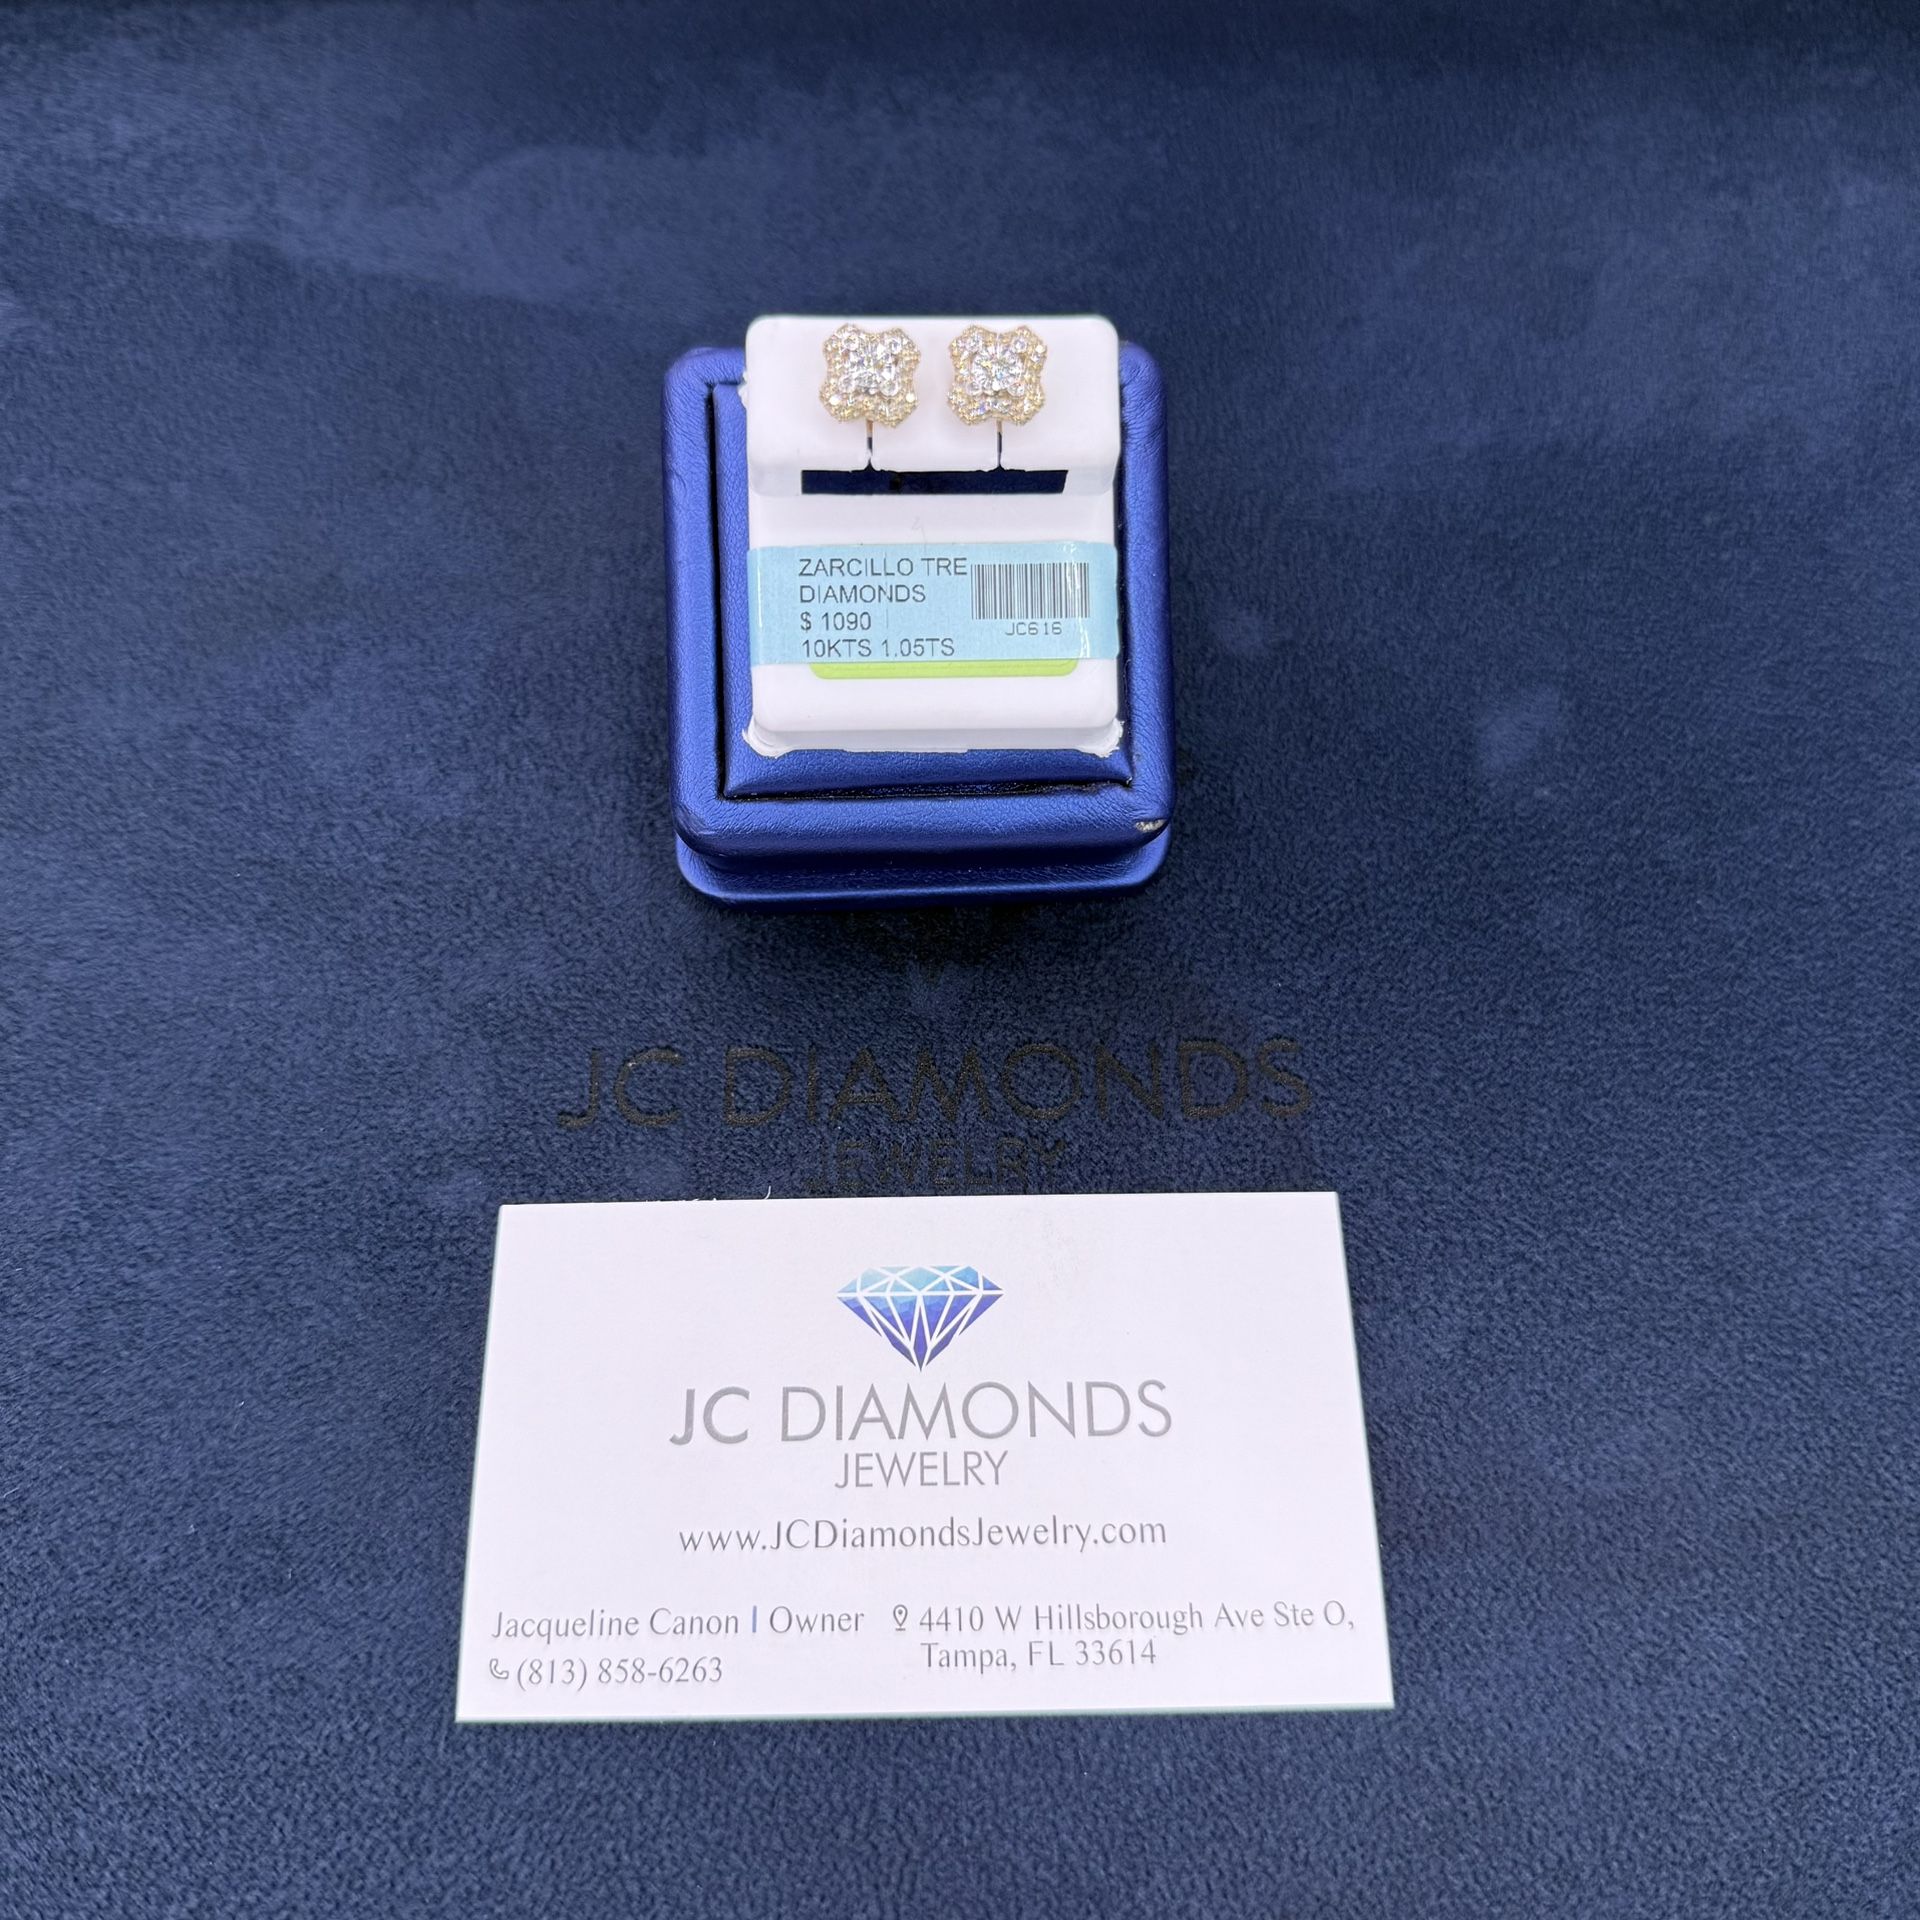 ZARCILLO TRE
DIAMONDS
$ 1090
10KTS 1.05TS
JC616
JC DIAMONDS
JEWELRY
JC DIAMONDS
JEWELRY
www.JCDiamondsJewelry.com
Jacqueline Canon | Owner
(813) 858-6263
4410 W Hillsborough Ave Ste O,
Tampa, FL 33614